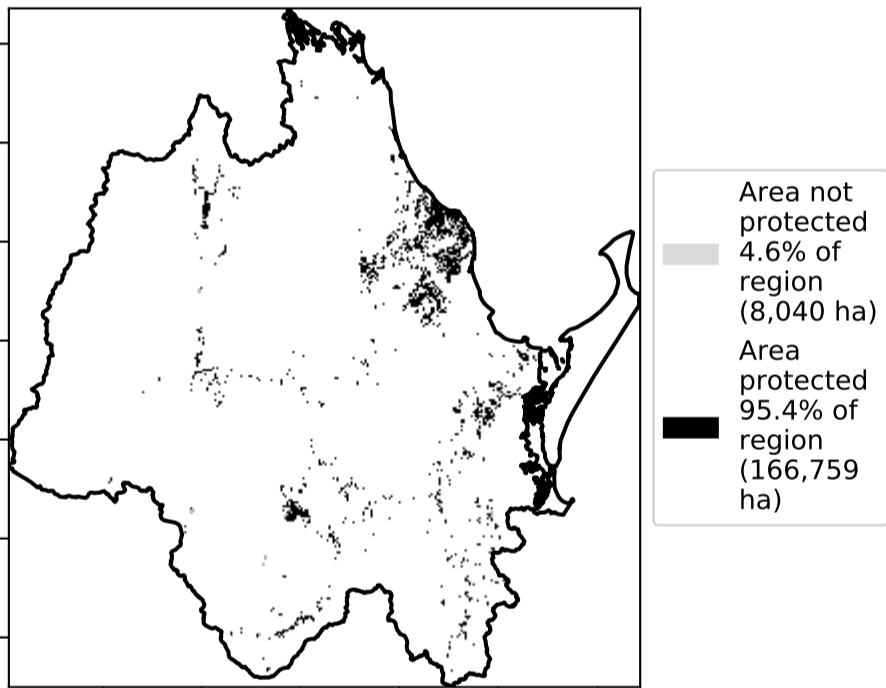 Area not
protected
4.6% of
region
(8,040 ha)
Area
protected
95.4% of
region
(166,759
ha)